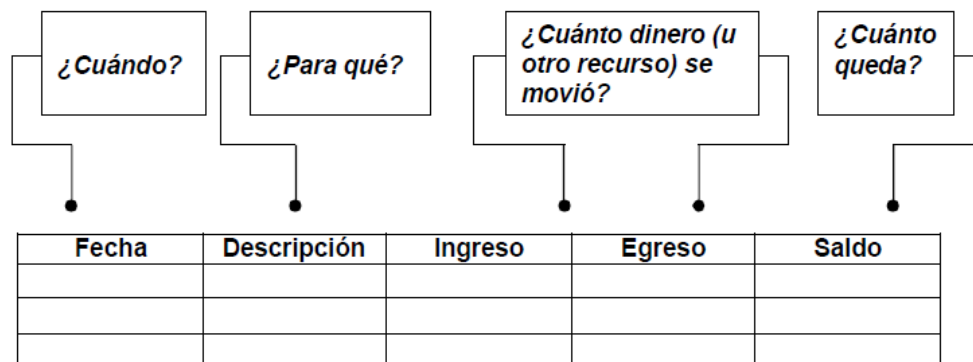 ¿Cuándo?
¿Para qué?
¿Cuánto dinero (u
otro recurso) se
movió?
¿Cuánto
queda?
Fecha Descripción Ingreso Egreso Saldo